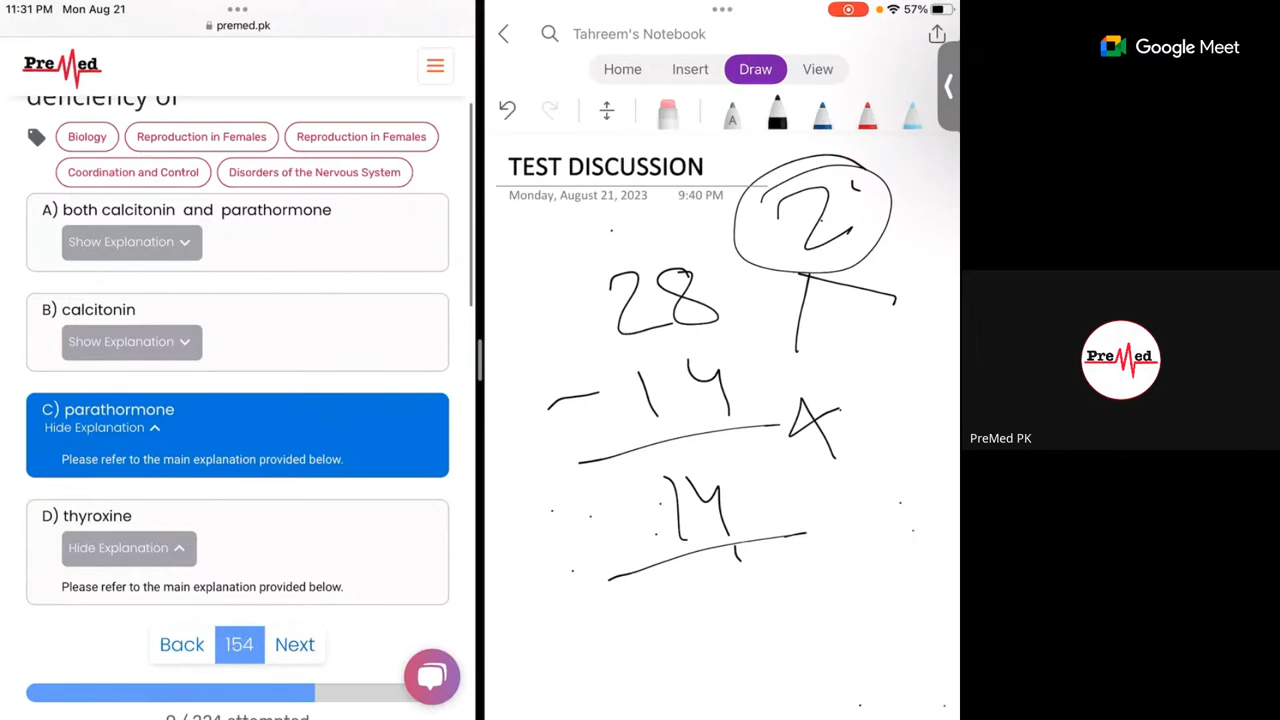 11:31 PM Mon Aug 21
premed.pk
PreMed
deficiency of
Biology
Reproduction in Females
Reproduction in Females
Coordination and Control
Disorders of the Nervous System
A) both calcitonin and parathormone
Show Explanation
B) calcitonin
Show Explanation
C) parathormone
Hide Explanation
Please refer to the main explanation provided below.
D) thyroxine
Hide Explanation
Please refer to the main explanation provided below.
Back 154 Next
9 / 224 attempted
57%
Tahreem's Notebook
Home Insert Draw View
A
TEST DISCUSSION
Monday, August 21, 2023 9:40 PM
2
28
- 14
14
Google Meet
PreMed
PreMed PK